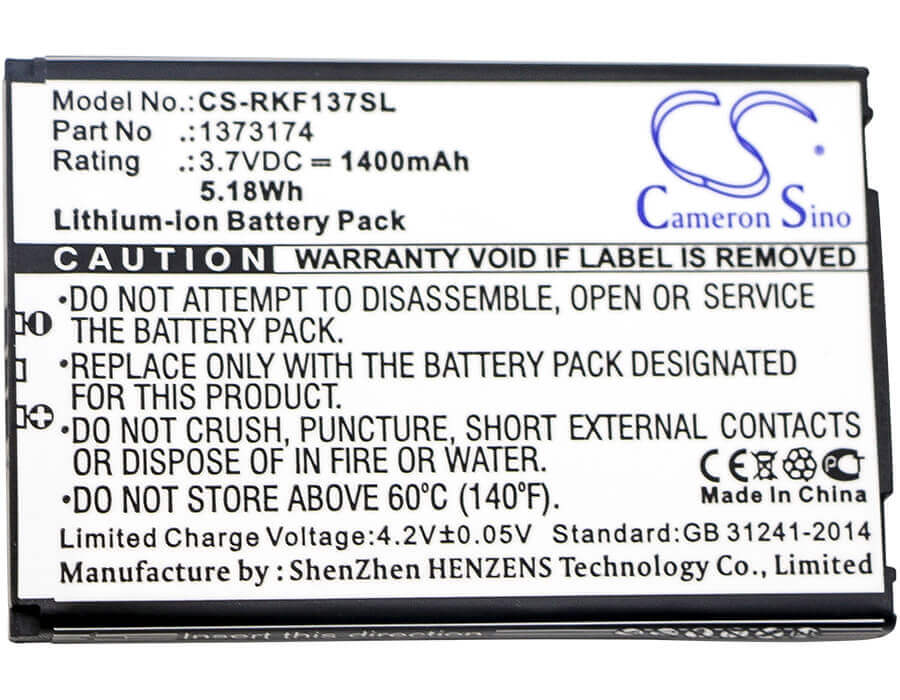 Model No.:CS-RKF137SL
Part No .:1373174
Rating .:3.7VDC ⎓ 1400mAh
5.18Wh
Lithium-ion Battery Pack
CS
Cameron Sino
CAUTION WARRANTY VOID IF LABEL IS REMOVED
•DO NOT ATTEMPT TO DISASSEMBLE, OPEN OR SERVICE
THE BATTERY PACK.
•REPLACE ONLY WITH THE BATTERY PACK DESIGNATED
FOR THIS PRODUCT.
•DO NOT CRUSH, PUNCTURE, SHORT EXTERNAL CONTACTS
OR DISPOSE OF IN FIRE OR WATER.
•DO NOT STORE ABOVE 60°C (140°F).
CE
Made In China
Limited Charge Voltage:4.2V±0.05V Standard:GB 31241-2014
Manufacturer : ShenZhen HENZENS Technology Co., Limited